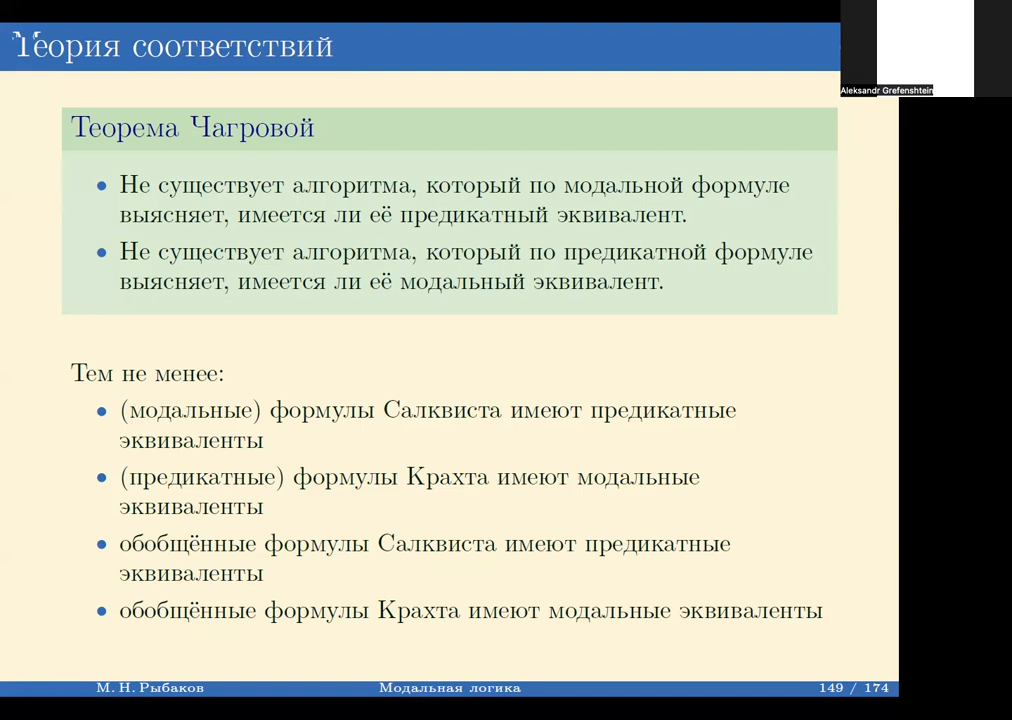 Теория соответствий
Aleksandr Grefenshtein
Теорема Чагровой
• Не существует алгоритма, который по модальной формуле
выясняет, имеется ли её предикатный эквивалент.
• Не существует алгоритма, который по предикатной формуле
выясняет, имеется ли её модальный эквивалент.
Тем не менее:
• (модальные) формулы Салквиста имеют предикатные
эквиваленты
• (предикатные) формулы Крахта имеют модальные
эквиваленты
• обобщённые формулы Салквиста имеют предикатные
эквиваленты
• обобщённые формулы Крахта имеют модальные эквиваленты
М. Н. Рыбаков Модальная логика 149 / 174